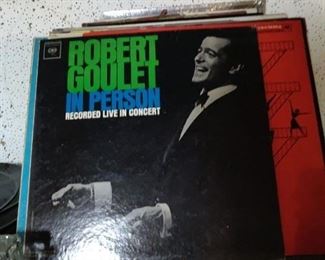 ROBERT
GOULET
IN PERSON
RECORDED LIVE IN CONCERT